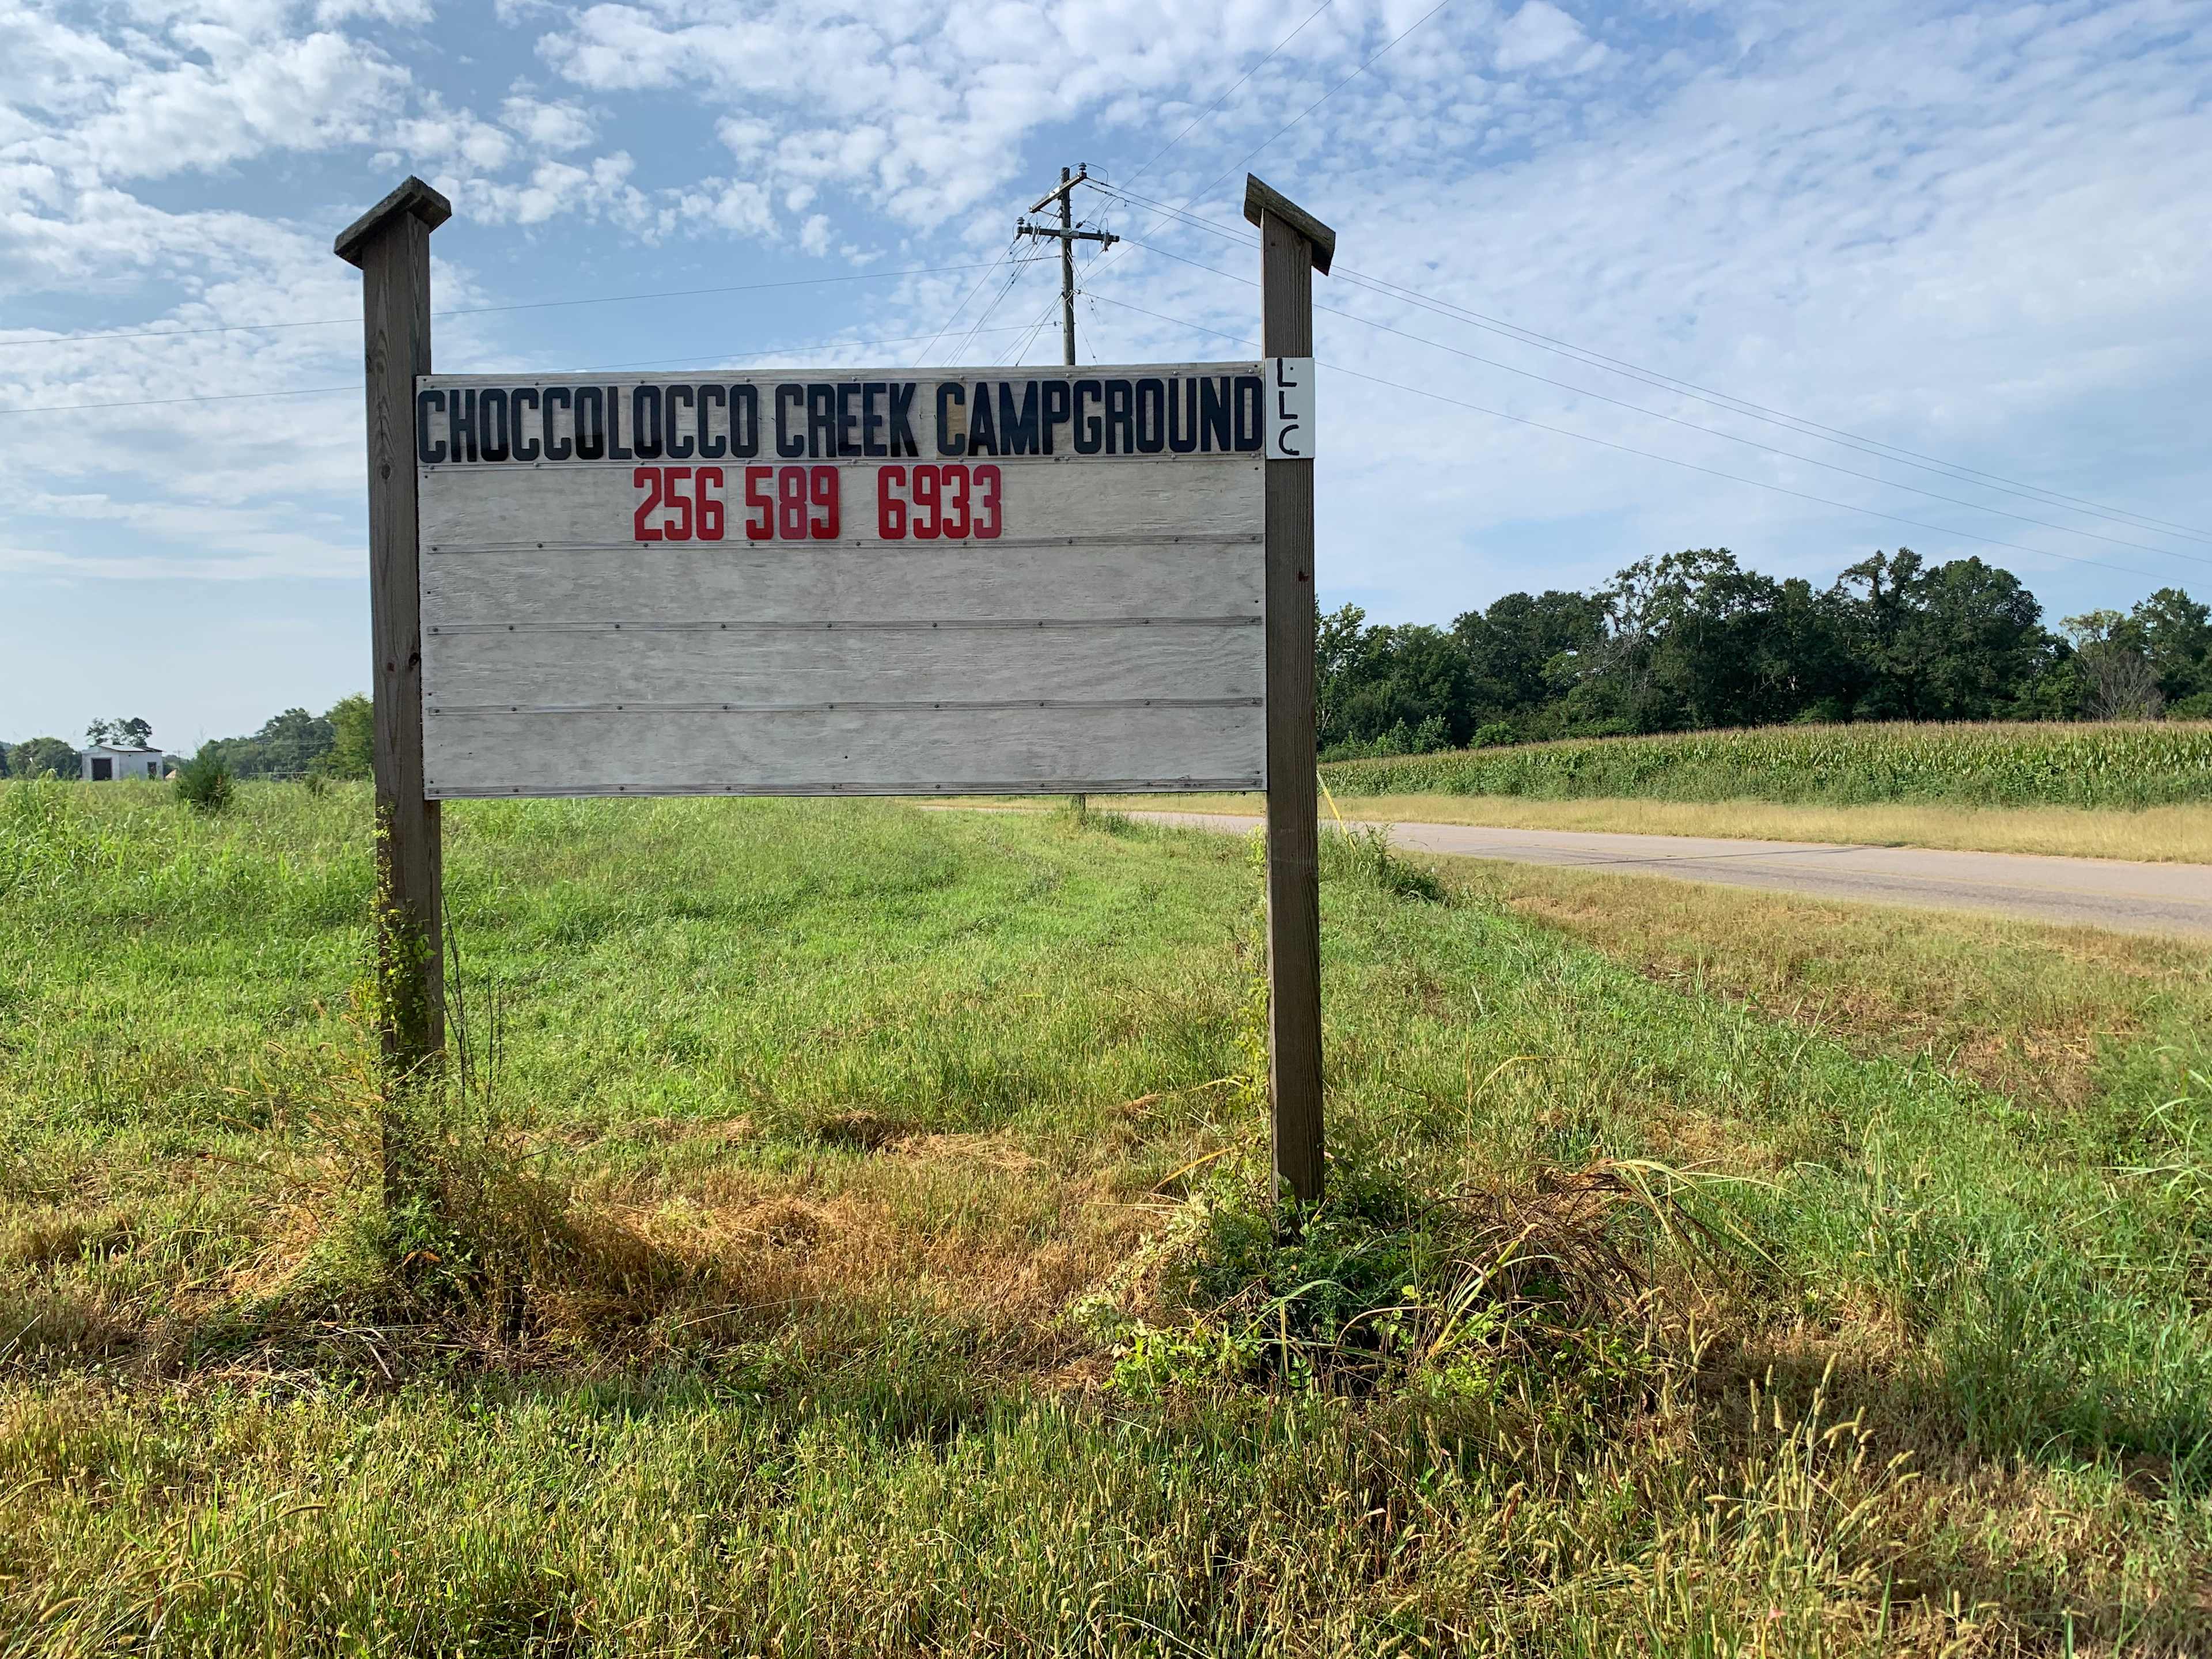 CHOCCOLOCCO CREEK CAMPGROUND LLC
256 589 6933